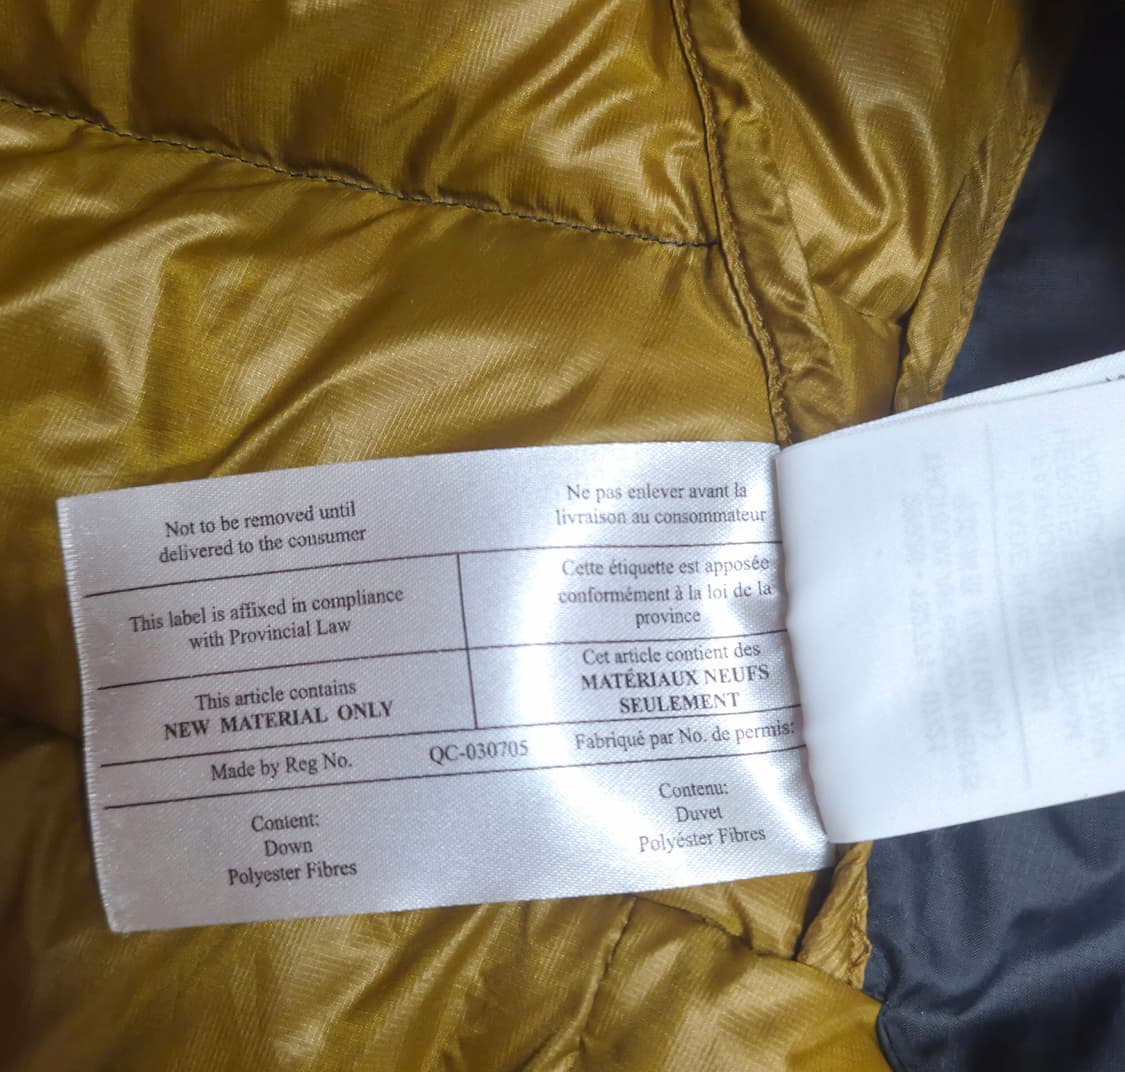 Not to be removed until
delivered to the consumer
Ne pas enlever avant la
livraison au consommateur
This label is affixed in compliance
with Provincial Law
Cette étiquette est apposée
conformément à la loi de la
province
This article contains
NEW MATERIAL ONLY
Cet article contient des
MATÉRIAUX NEUFS
SEULEMENT
Made by Reg No. QC-030705 Fabriqué par No. de permis:
Content:
Down
Polyester Fibres
Contenu:
Duvet
Polyéster Fibres